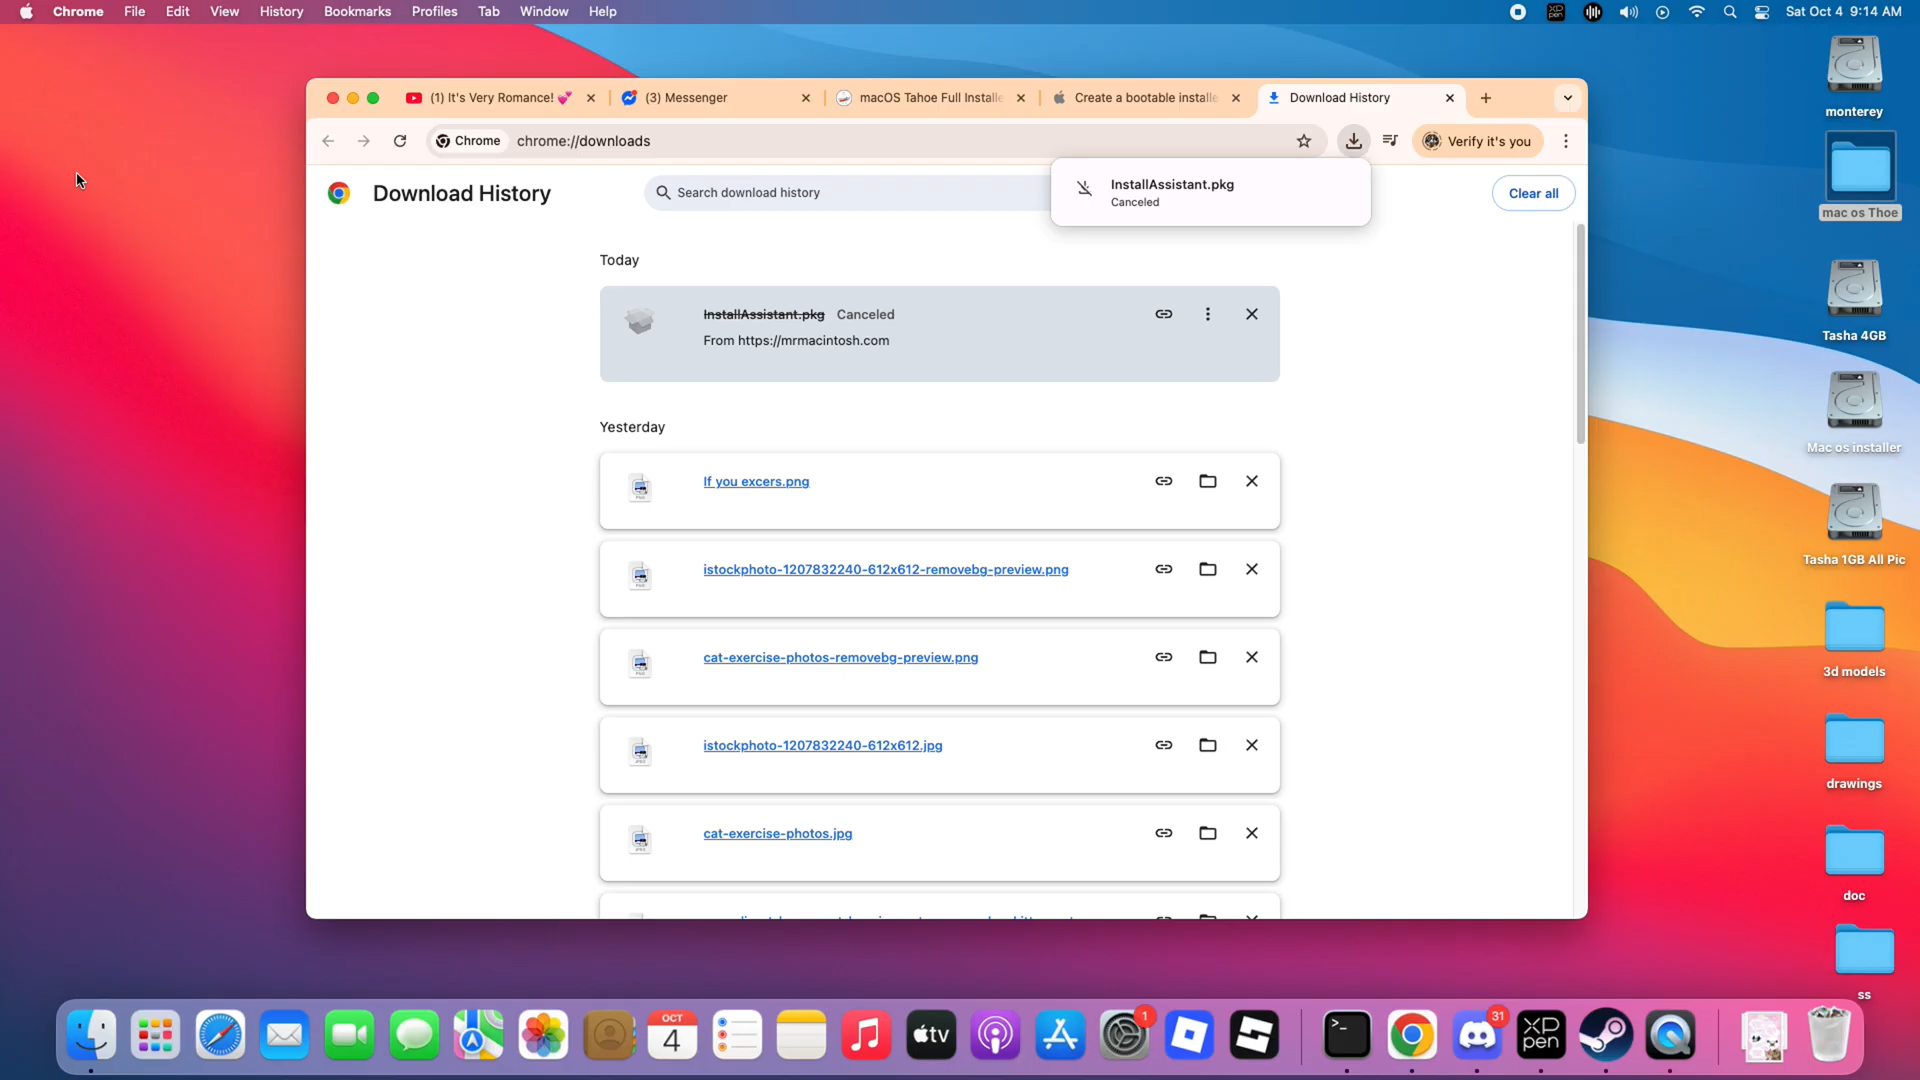 Chrome File Edit View History Bookmarks Profiles Tab Window Help
XP pen
Sat Oct 4 9:14 AM
(1) It's Very Romance! 💕
(3) Messenger
macOS Tahoe Full Installe
Create a bootable installe
Download History
Chrome
chrome://downloads
Verify it's you
Download History
Search download history
InstallAssistant.pkg
Canceled
Clear all
Today
InstallAssistant.pkg Canceled
From https://mrmacintosh.com
Yesterday
If you excers.png
istockphoto-1207832240-612x612-removebg-preview.png
cat-exercise-photos-removebg-preview.png
istockphoto-1207832240-612x612.jpg
cat-exercise-photos.jpg
monterey
mac os Thoe
Tasha 4GB
Mac os installer
Tasha 1GB All Pic
3d models
drawings
doc
ss
OCT
4
tv
1
>_
31
XP
pen